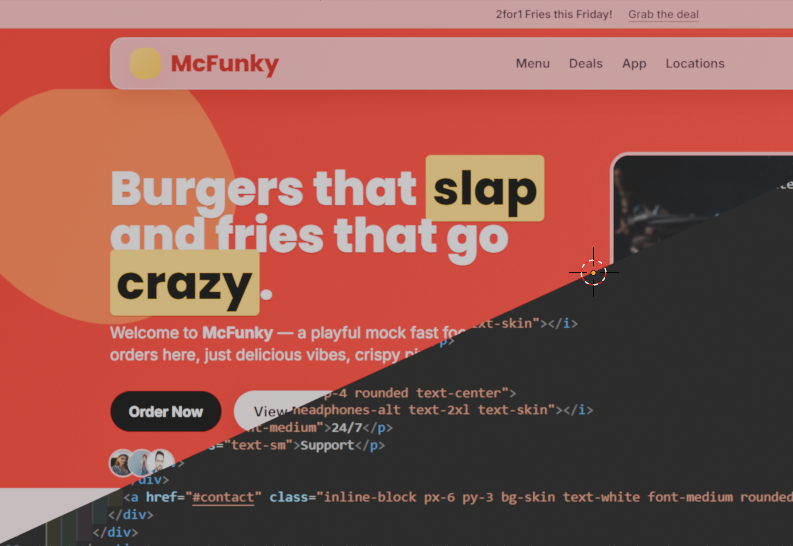 2for1 Fries this Friday! Grab the deal
McFunky Menu Deals App Locations
Burgers that slap
and fries that go
crazy.
Welcome to McFunky — a playful mock fast
orders here, just delicious vibes, crispy
Order Now View
xt-skin"></i>
p>
p-4 rounded text-center">
headphones-alt text-2xl text-skin"></i>
nt-medium">24/7</p>
s="text-sm">Support</p>
</div>
<a href="#contact" class="inline-block px-6 py-3 bg-skin text-white font-medium rounded
</div>
</div>